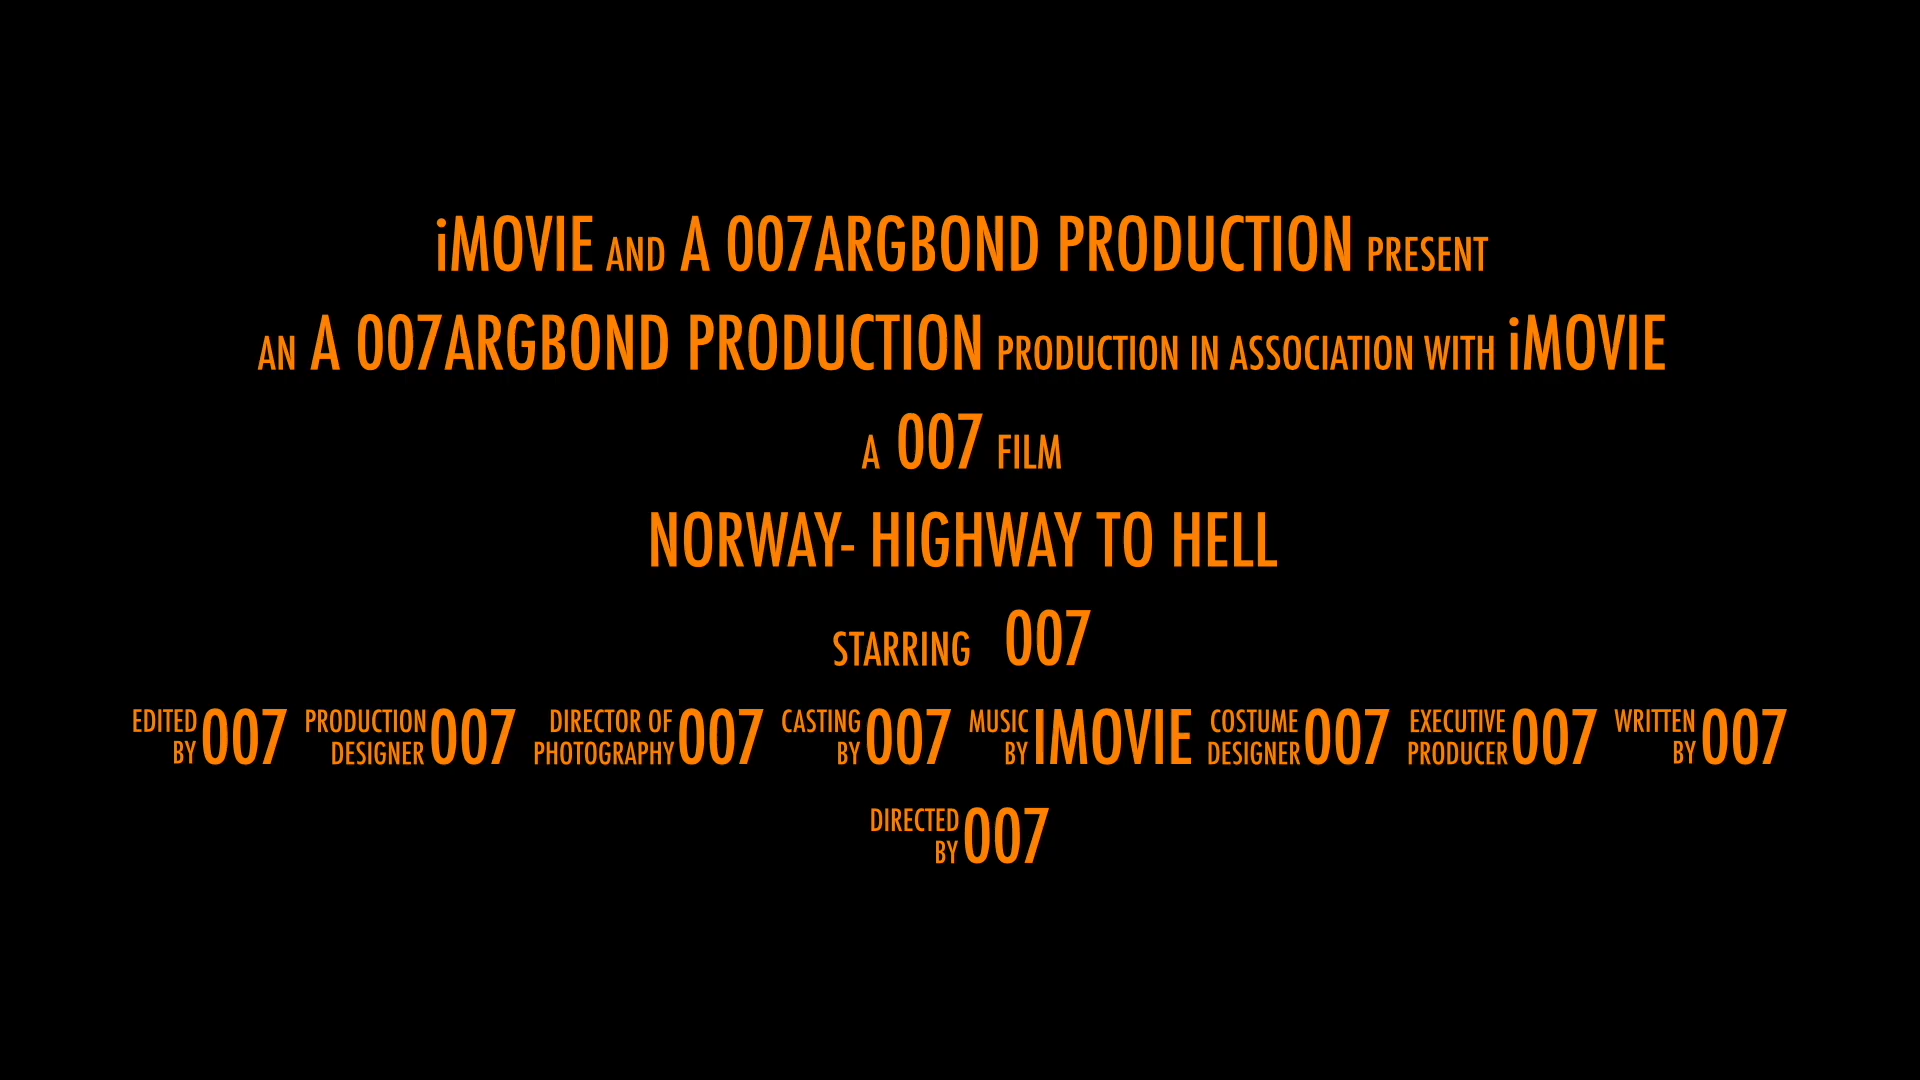 iMOVIE AND A 007ARGBOND PRODUCTION PRESENT
AN A 007ARGBOND PRODUCTION PRODUCTION IN ASSOCIATION WITH iMOVIE
A 007 FILM
NORWAY- HIGHWAY TO HELL
STARRING 007
EDITED BY 007 PRODUCTION DESIGNER 007 DIRECTOR OF PHOTOGRAPHY 007 CASTING BY 007 MUSIC BY IMOVIE COSTUME DESIGNER 007 EXECUTIVE PRODUCER 007 WRITTEN BY 007
DIRECTED BY 007